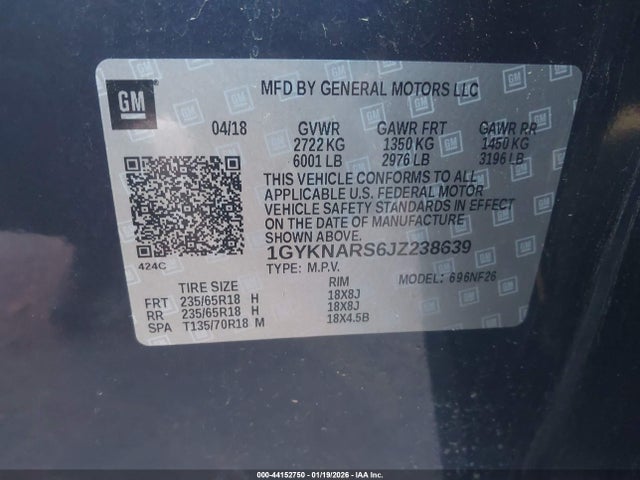 GM
MFD BY GENERAL MOTORS LLC
04/18 GVWR GAWR FRT GAWR RR
2722 KG 1350 KG 1450 KG
6001 LB 2976 LB 3196 LB
THIS VEHICLE CONFORMS TO ALL
APPLICABLE U.S. FEDERAL MOTOR
VEHICLE SAFETY STANDARDS IN EFFECT
ON THE DATE OF MANUFACTURE
SHOWN ABOVE.
424C
1GYKNARS6JZ238639
TYPE: M.P.V. MODEL: 696NF26
TIRE SIZE RIM
FRT 235/65R18 H 18X8J
RR 235/65R18 H 18X8J
SPA T135/70R18 M 18X4.5B
000-44152750 - 01/19/2026 - IAA Inc.